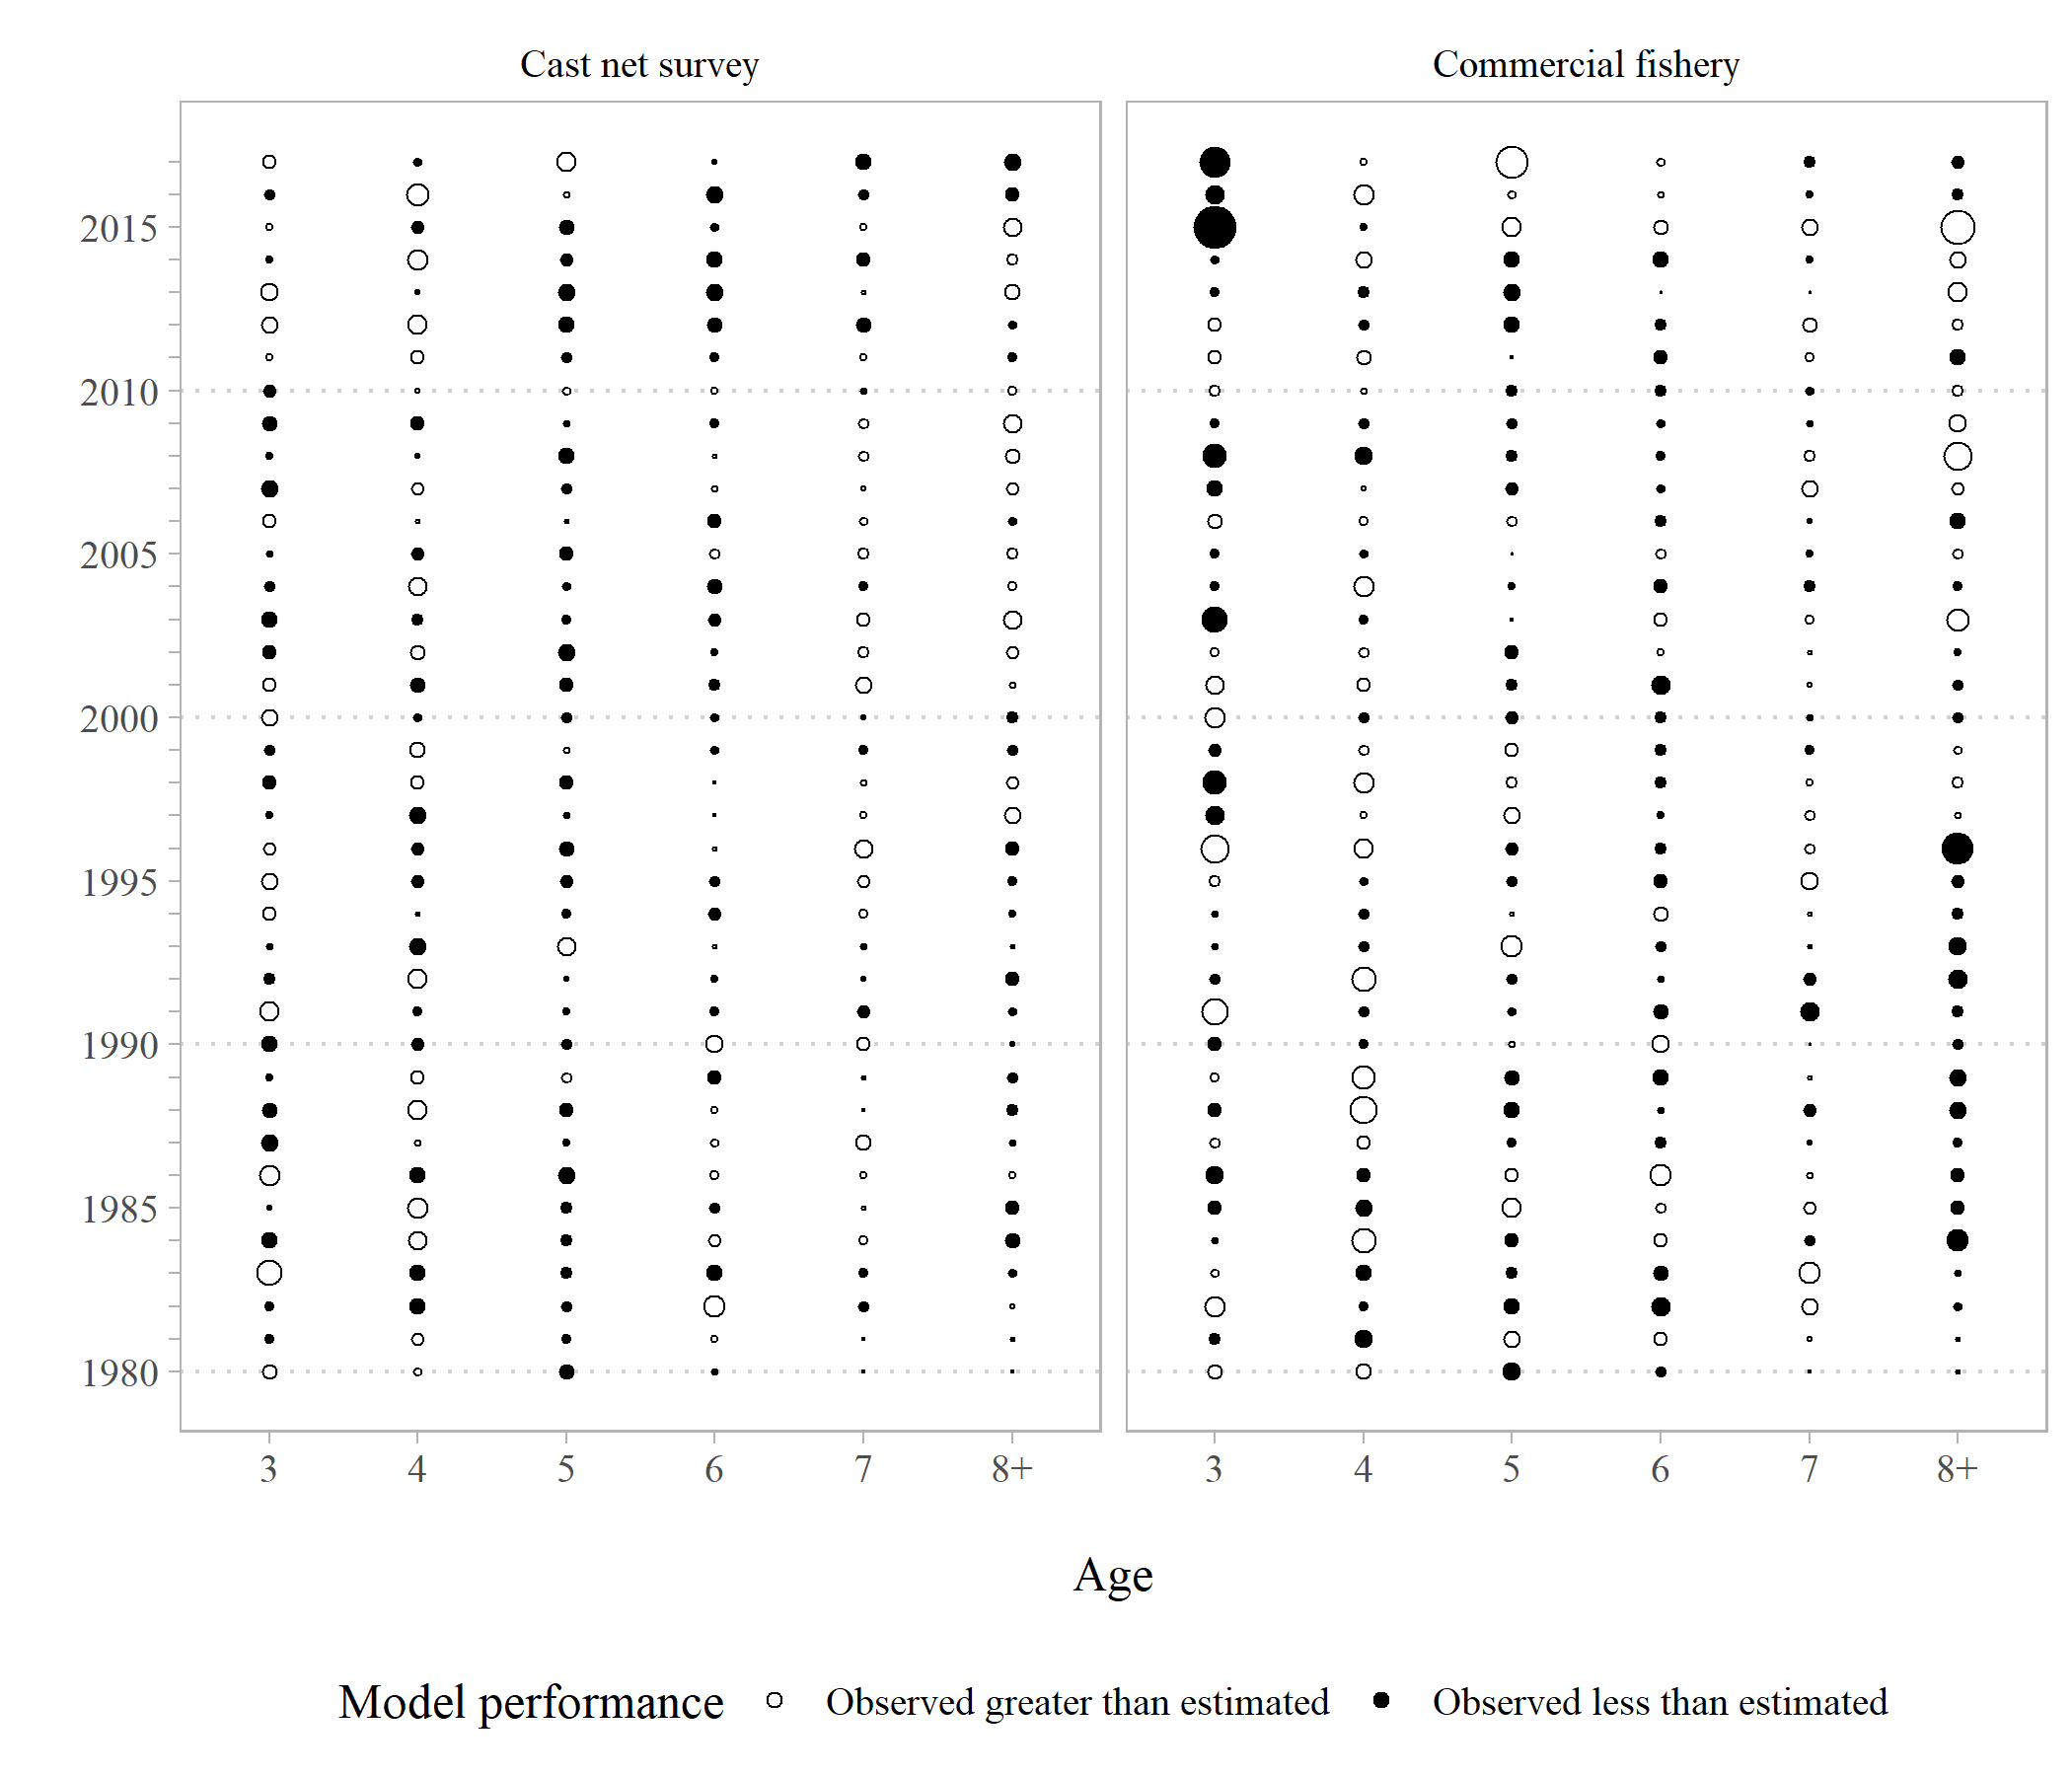 Cast net survey Commercial fishery
2015
2010
2005
2000
1995
1990
1985
1980
3 4 5 6 7 8+ 3 4 5 6 7 8+
Age
Model performance Observed greater than estimated Observed less than estimated